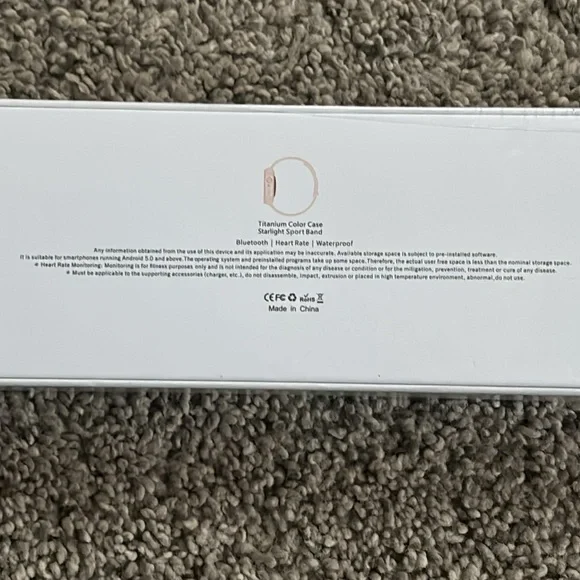 Titanium Color Case
Starlight Sport Band
Bluetooth | Heart Rate | Waterproof
Any information obtained from the use of this device and its application may be inaccurate. Available storage space is subject to pre-installed software.
It is suitable for smartphones running Android 5.0 and above.The operating system and preinstalled programs take up some space.Therefore, the actual user free space is less than the nominal storage space.
※ Heart Rate Monitoring: Monitoring is for fitness purposes only and is not intended for the diagnosis of any disease or condition or for the mitigation, prevention, treatment or cure of any disease.
※ Must be applicable to the supporting accessories (charger, etc.), do not disassemble, impact, extrusion or placed in high temperature environment, abnormal,do not use.
CE FC RoHS
Made in China